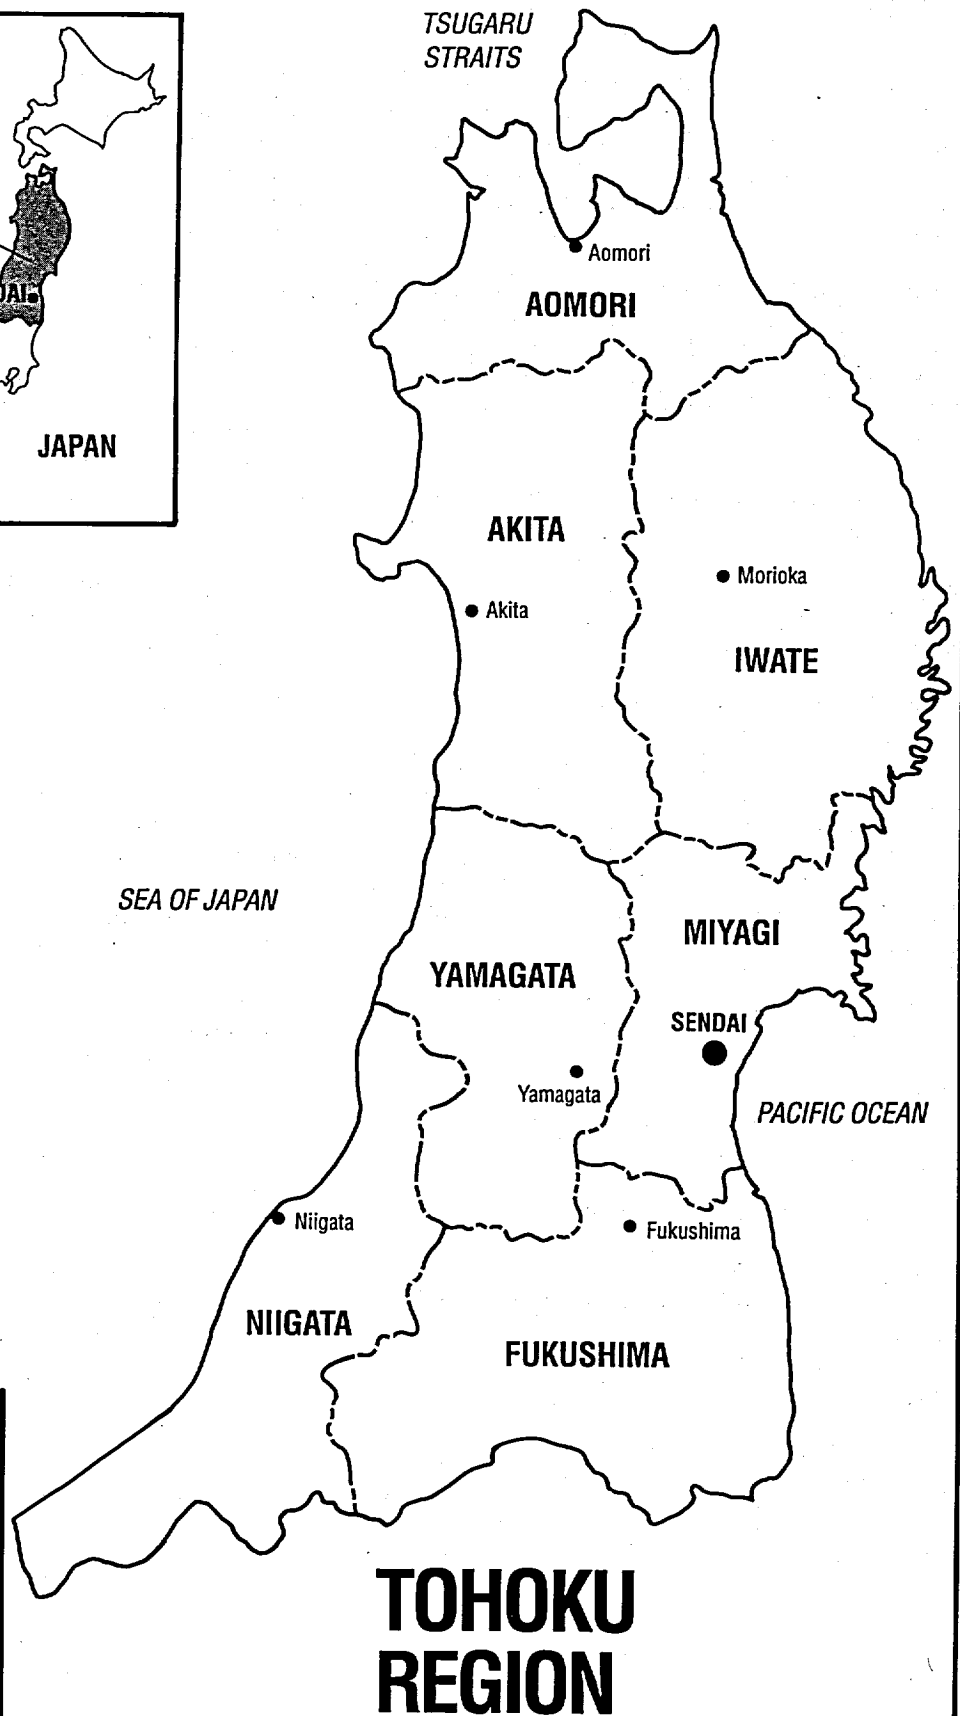 TSUGARU
STRAITS
DAI
JAPAN
Aomori
AOMORI
AKITA
Akita
Morioka
IWATE
SEA OF JAPAN
MIYAGI
YAMAGATA
SENDAI
Yamagata
PACIFIC OCEAN
Niigata
Fukushima
NIIGATA
FUKUSHIMA
TOHOKU
REGION